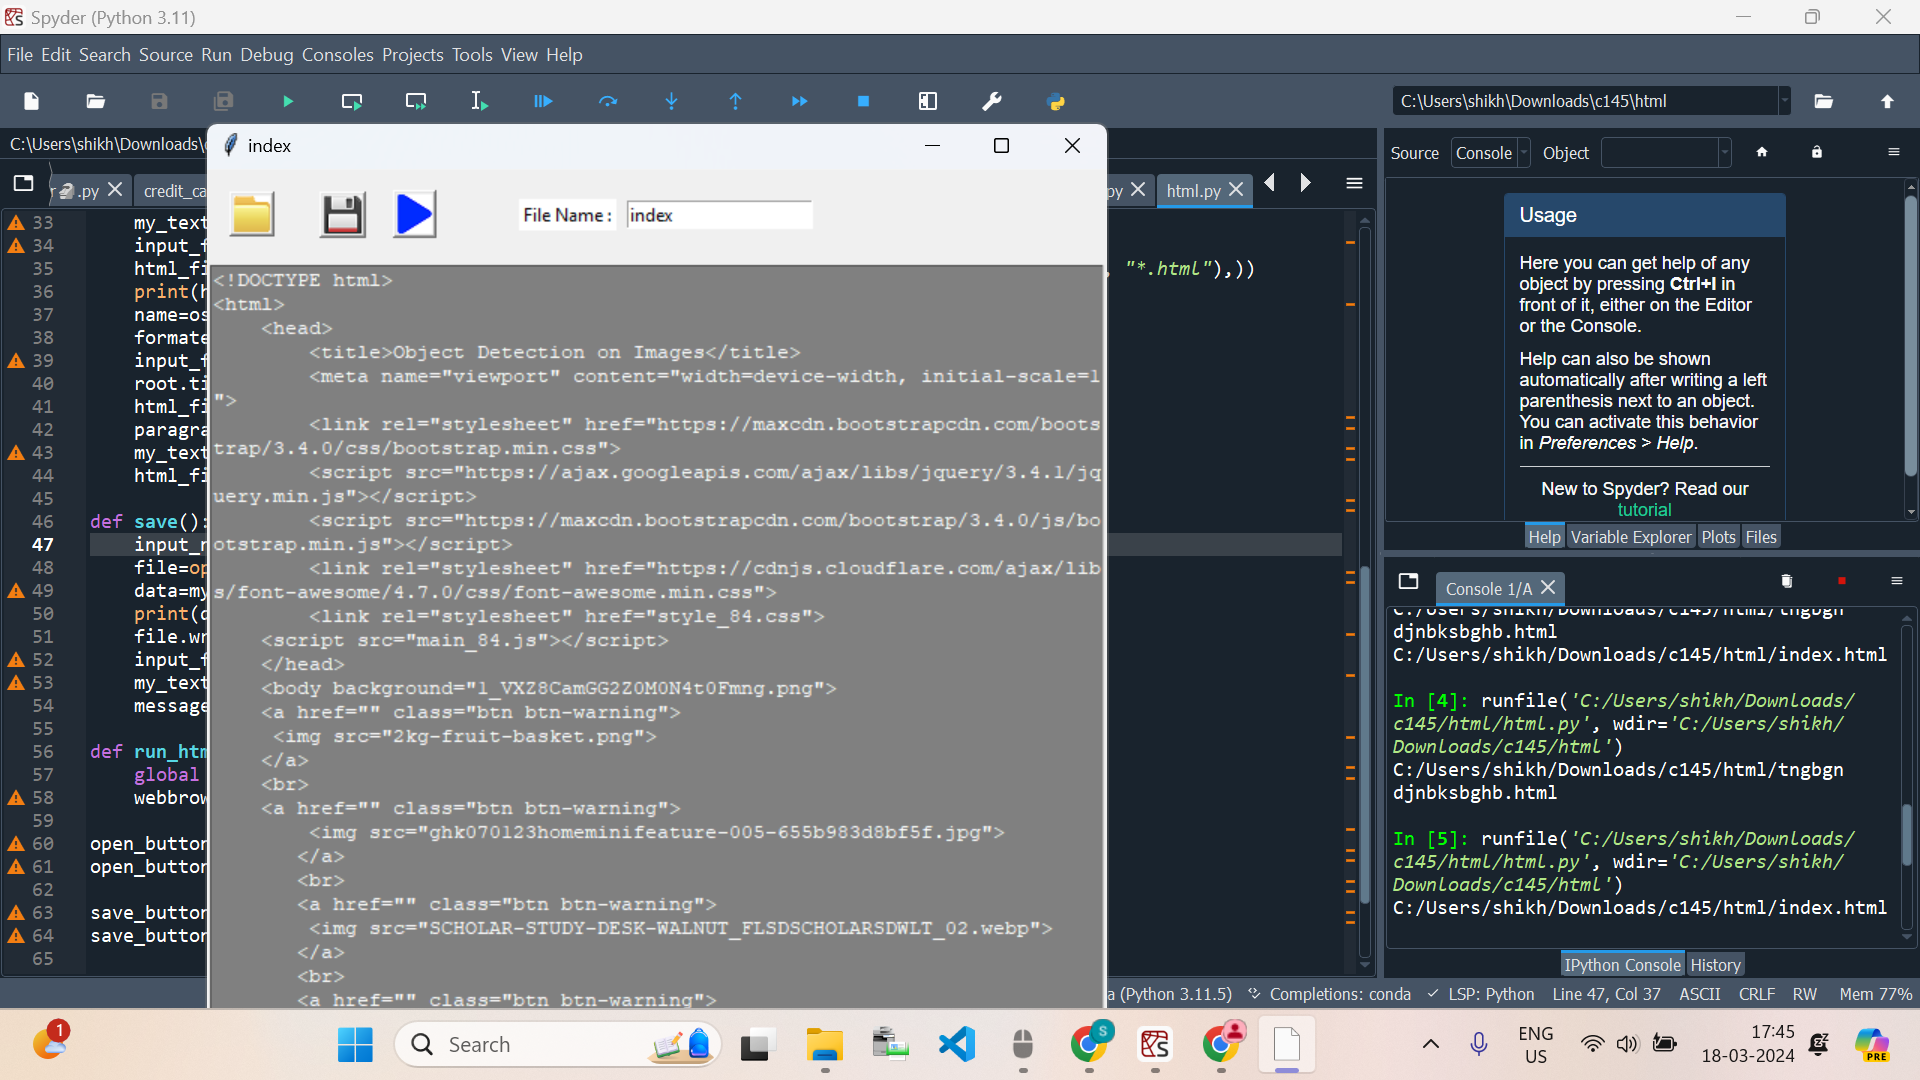 Spyder (Python 3.11)
File Edit Search Source Run Debug Consoles Projects Tools View Help
C:\Users\shikh\Downloads\c145\html
C:\Users\shikh\Downloads\
.py
credit_ca
py
html.py
33 my_text
34 input_f
35 html_fi
36 print(h
37 name=os
38 formate
39 input_f
40 root.ti
41 html_fi
42 paragra
43 my_text
44 html_fi
45
46 def save():
47 input_n
48 file=op
49 data=my
50 print(d
51 file.wr
52 input_f
53 my_text
54 message
55
56 def run_htm
57 global
58 webbrow
59
60 open_button
61 open_button
62
63 save_button
64 save_button
65
"*.html"),))
index
File Name :
index
<!DOCTYPE html>
<html>
<head>
<title>Object Detection on Images</title>
<meta name="viewport" content="width=device-width, initial-scale=1
">
<link rel="stylesheet" href="https://maxcdn.bootstrapcdn.com/boots
trap/3.4.0/css/bootstrap.min.css">
<script src="https://ajax.googleapis.com/ajax/libs/jquery/3.4.1/jq
uery.min.js"></script>
<script src="https://maxcdn.bootstrapcdn.com/bootstrap/3.4.0/js/bo
otstrap.min.js"></script>
<link rel="stylesheet" href="https://cdnjs.cloudflare.com/ajax/lib
s/font-awesome/4.7.0/css/font-awesome.min.css">
<link rel="stylesheet" href="style_84.css">
<script src="main_84.js"></script>
</head>
<body background="1_VXZ8CamGG2Z0M0N4t0Fmng.png">
<a href="" class="btn btn-warning">
<img src="2kg-fruit-basket.png">
</a>
<br>
<a href="" class="btn btn-warning">
<img src="ghk070123homeminifeature-005-655b983d8bf5f.jpg">
</a>
<br>
<a href="" class="btn btn-warning">
<img src="SCHOLAR-STUDY-DESK-WALNUT_FLSDSCHOLARSDWLT_02.webp">
</a>
<br>
<a href="" class="btn btn-warning">
Source Console Object
Usage
Here you can get help of any
object by pressing Ctrl+I in
front of it, either on the Editor
or the Console.
Help can also be shown
automatically after writing a left
parenthesis next to an object.
You can activate this behavior
in Preferences > Help.
New to Spyder? Read our
tutorial
Help Variable Explorer Plots Files
Console 1/A
C:/Users/shikh/Downloads/c145/html/tngbgn
djnbksbghb.html
C:/Users/shikh/Downloads/c145/html/index.html
In [4]: runfile('C:/Users/shikh/Downloads/
c145/html/html.py', wdir='C:/Users/shikh/
Downloads/c145/html')
C:/Users/shikh/Downloads/c145/html/tngbgn
djnbksbghb.html
In [5]: runfile('C:/Users/shikh/Downloads/
c145/html/html.py', wdir='C:/Users/shikh/
Downloads/c145/html')
C:/Users/shikh/Downloads/c145/html/index.html
IPython Console History
a (Python 3.11.5) Completions: conda LSP: Python Line 47, Col 37 ASCII CRLF RW Mem 77%
1
Search
S
ENG
US
17:45
18-03-2024
PRE